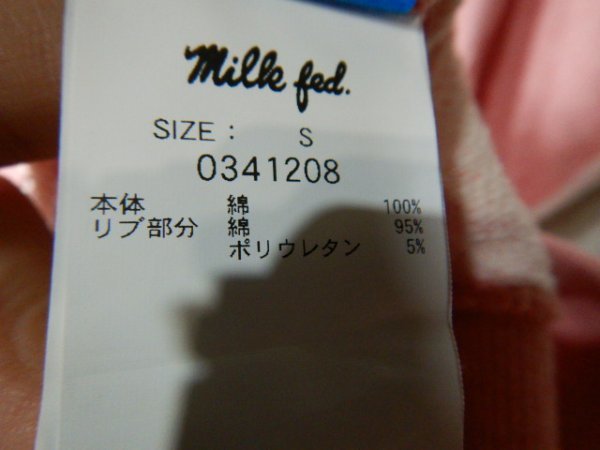 Milk fed.
SIZE : S
0341208
本体 綿 100%
リブ部分 綿 95%
ポリウレタン 5%